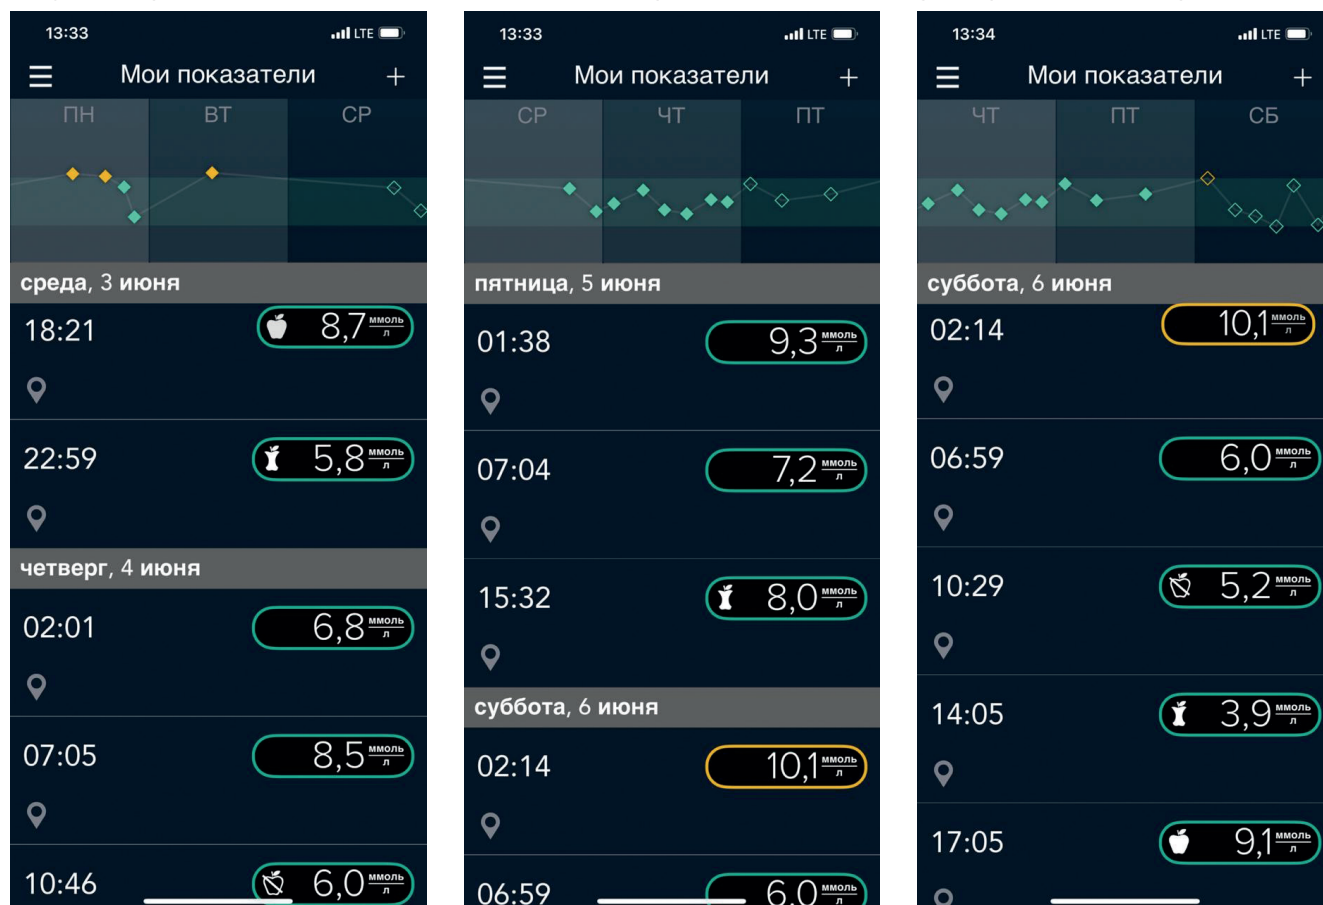 13:33
LTE
Мои показатели
+
ПН ВТ СР
среда, 3 июня
18:21 8,7 ммоль/л
22:59 5,8 ммоль/л
четверг, 4 июня
02:01 6,8 ммоль/л
07:05 8,5 ммоль/л
10:46 6,0 ммоль/л
13:33
LTE
Мои показатели
+
СР ЧТ ПТ
пятница, 5 июня
01:38 9,3 ммоль/л
07:04 7,2 ммоль/л
15:32 8,0 ммоль/л
суббота, 6 июня
02:14 10,1 ммоль/л
06:59 6,0 ммоль/л
13:34
LTE
Мои показатели
+
ЧТ ПТ СБ
суббота, 6 июня
02:14 10,1 ммоль/л
06:59 6,0 ммоль/л
10:29 5,2 ммоль/л
14:05 3,9 ммоль/л
17:05 9,1 ммоль/л